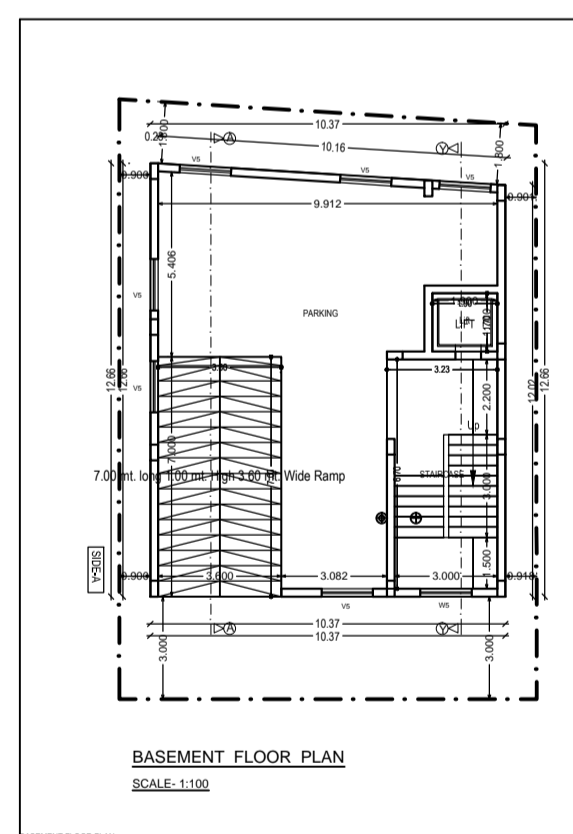 10.37
0.23
1.800
A
Y
10.16
1.800
V5
V5
V5
0.900
0.901
9.912
5.406
V5
PARKING
LIFT
12.66
12.66
12.02
12.66
3.23
2.200
V5
Up
7.000
7.00 mt. long 1.00 mt. High 3.60 mt. Wide Ramp
STAIRCASE
3.000
SIDE-A
0.900
3.600
3.082
3.000
1.500
0.918
V5
W5
10.37
A
Y
10.37
3.000
3.000
BASEMENT FLOOR PLAN
SCALE- 1:100